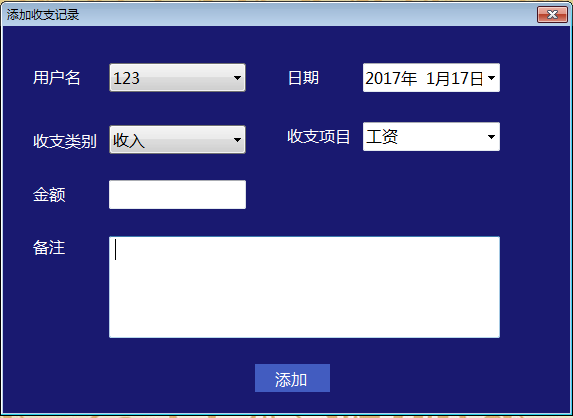 添加收支记录
用户名 123 日期 2017年 1月17日
收支类别 收入 收支项目 工资
金额
备注
添加